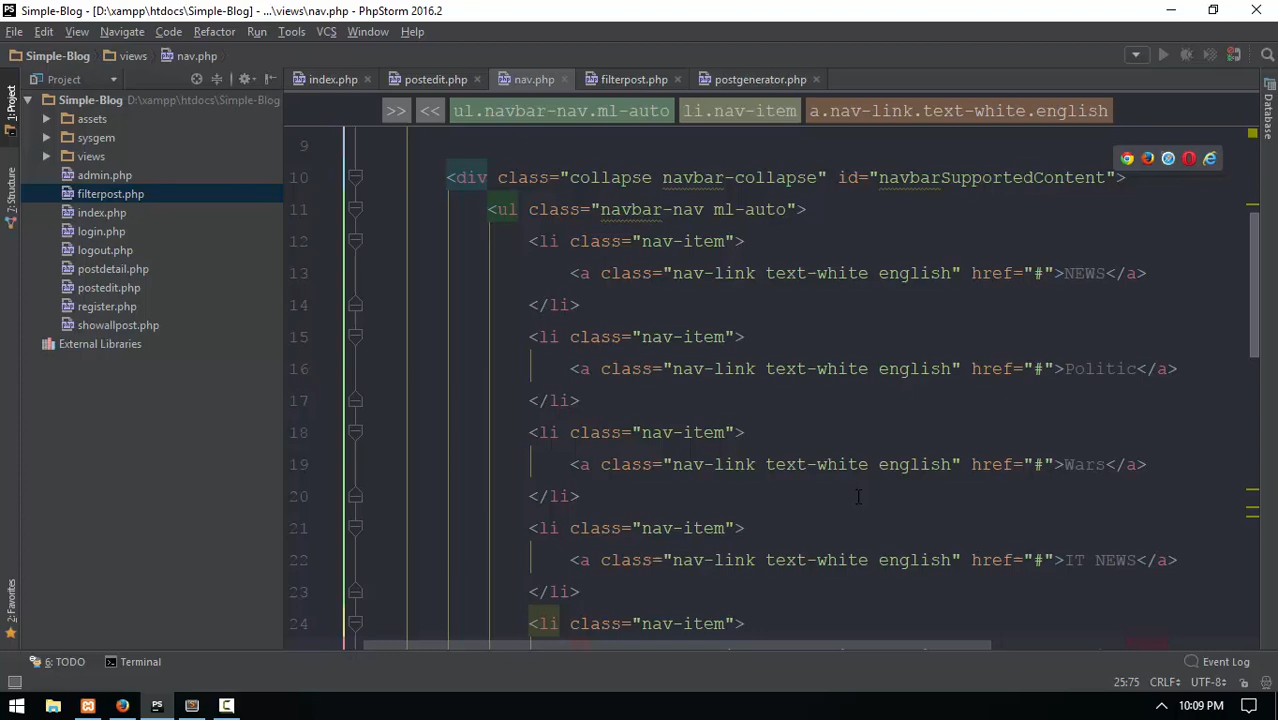 Simple-Blog - [D:\xampp\htdocs\Simple-Blog] - ...\views\nav.php - PhpStorm 2016.2
File Edit View Navigate Code Refactor Run Tools VCS Window Help
Simple-Blog views nav.php
Project
index.php postedit.php nav.php filterpost.php postgenerator.php
1: Project
7: Structure
2: Favorites
Database
Simple-Blog D:\xampp\htdocs\Simple-Blog
assets
sysgem
views
admin.php
filterpost.php
index.php
login.php
logout.php
postdetail.php
postedit.php
register.php
showallpost.php
External Libraries
>> << ul.navbar-nav.ml-auto li.nav-item a.nav-link.text-white.english
9
10 <div class="collapse navbar-collapse" id="navbarSupportedContent">
11 <ul class="navbar-nav ml-auto">
12 <li class="nav-item">
13 <a class="nav-link text-white english" href="#">NEWS</a>
14 </li>
15 <li class="nav-item">
16 <a class="nav-link text-white english" href="#">Politic</a>
17 </li>
18 <li class="nav-item">
19 <a class="nav-link text-white english" href="#">Wars</a>
20 </li>
21 <li class="nav-item">
22 <a class="nav-link text-white english" href="#">IT NEWS</a>
23 </li>
24 <li class="nav-item">
6: TODO Terminal Event Log
25:75 CRLF÷ UTF-8÷
10:09 PM